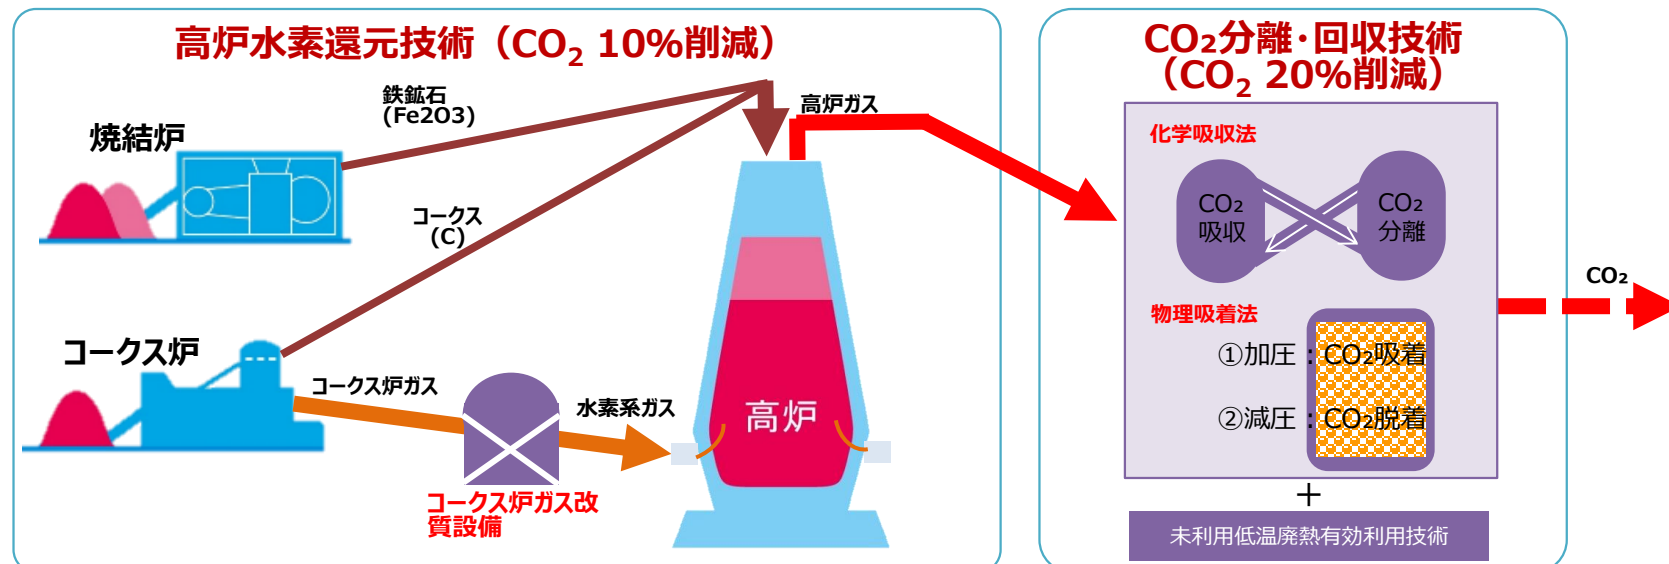 高炉水素還元技術（CO₂ 10%削減）
鉄鉱石
(Fe2O3)
焼結炉
コークス
(C)
コークス炉
コークス炉ガス
水素系ガス
コークス炉ガス改
質設備
高炉
高炉ガス
CO₂分離･回収技術
（CO₂ 20%削減）
化学吸収法
CO₂
吸収
CO₂
分離
物理吸着法
①加圧：CO₂吸着
②減圧：CO₂脱着
＋
未利用低温廃熱有効利用技術
CO₂